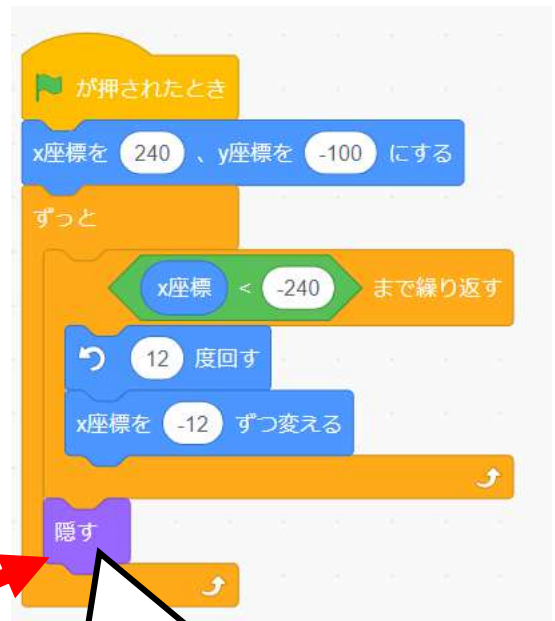 が押されたとき
x座標を 240 、y座標を -100 にする
ずっと
x座標 < -240 まで繰り返す
12 度回す
x座標を -12 ずつ変える
隠す